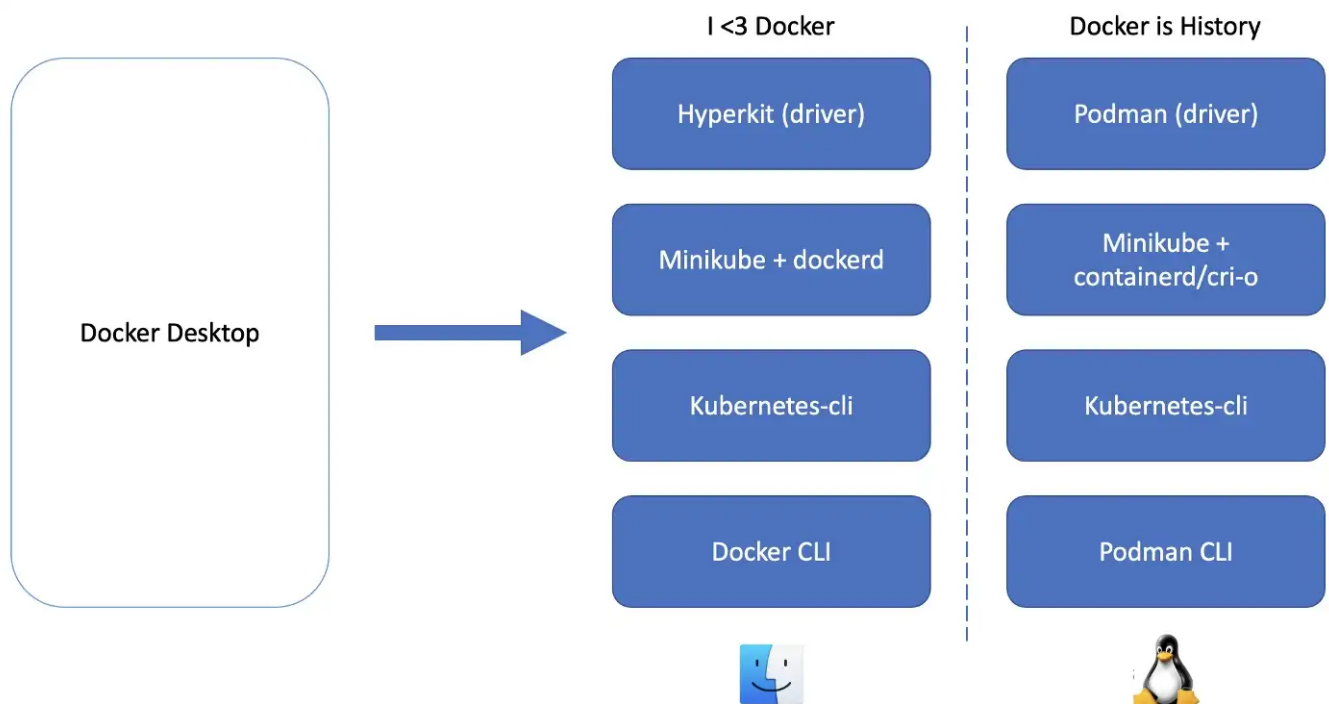 Docker Desktop
I <3 Docker
Hyperkit (driver)
Minikube + dockerd
Kubernetes-cli
Docker CLI
Docker is History
Podman (driver)
Minikube +
containerd/cri-o
Kubernetes-cli
Podman CLI